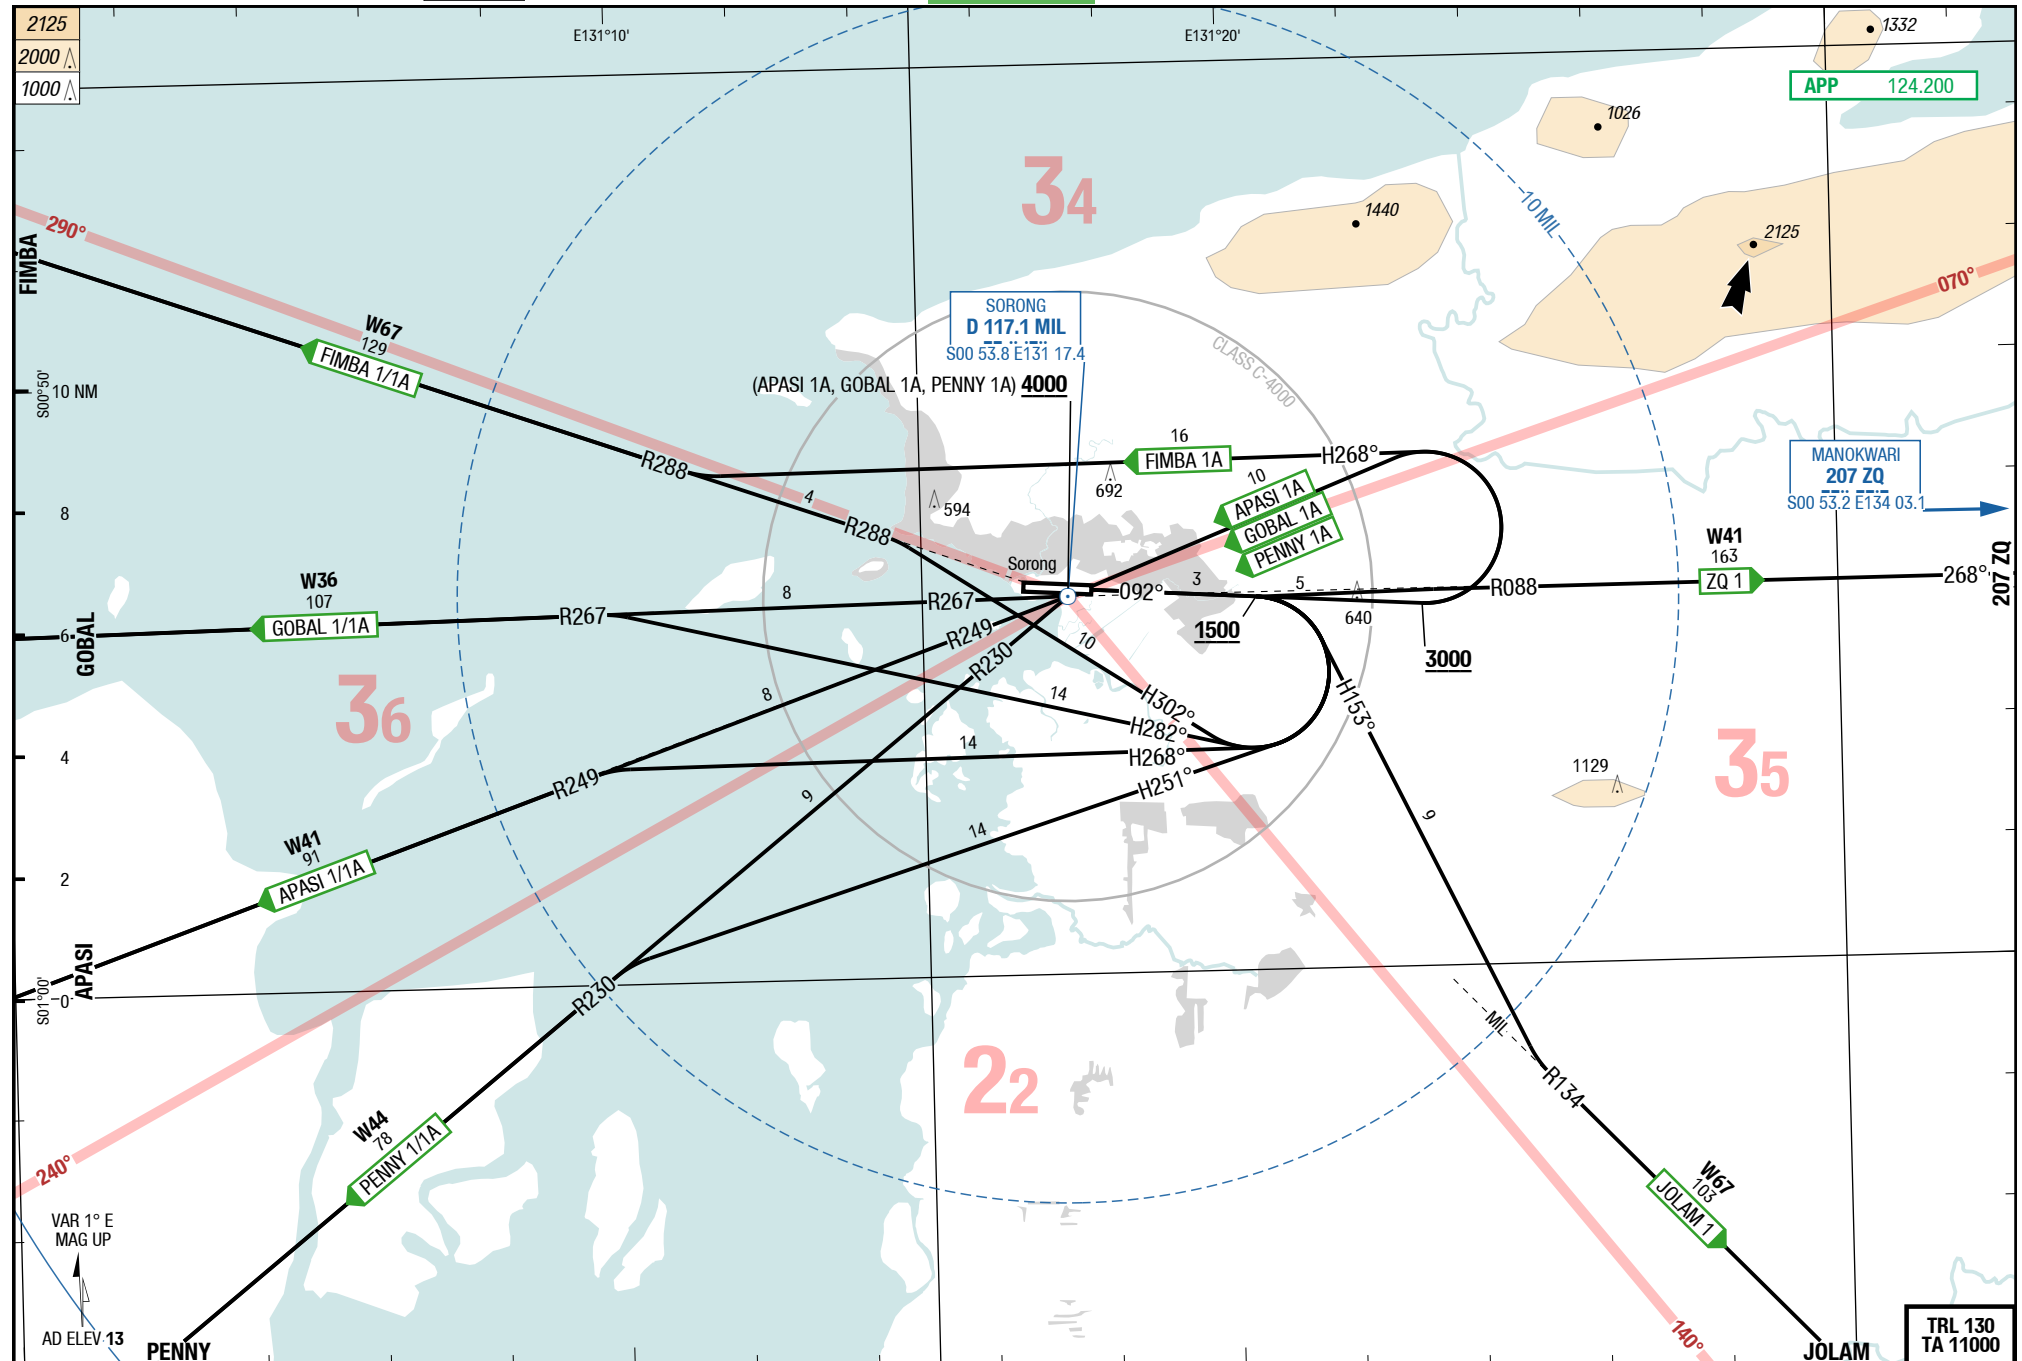 2125
2000
1000
E131°10'
E131°20'
1332
APP 124.200
1026
34
1440
10 MIL
2125
290°
070°
FIMBA
W67
129
FIMBA 1/1A
SORONG
D 117.1 MIL
S00 53.8 E131 17.4
CLASS C-4000
(APASI 1A, GOBAL 1A, PENNY 1A) 4000
S00°50'
10 NM
16
FIMBA 1A
H268°
R288
MANOKWARI
207 ZQ
S00 53.2 E134 03.1
4
594
692
10
APASI 1A
GOBAL 1A
PENNY 1A
8
R288
W41
163
ZQ 1
268°
207 ZQ
Sorong
W36
107
GOBAL 1/1A
R267
8
R267
092°
3
5
R088
640
1500
3000
GOBAL
6
R249
R230
10
36
8
14
H302°
H282°
H268°
H251°
H153°
35
4
14
1129
R249
9
9
14
W41
91
APASI 1/1A
2
APASI
S01°00'
0
R230
MIL
22
R134
W44
78
PENNY 1/1A
240°
W67
103
JOLAM 1
VAR 1° E
MAG UP
AD ELEV 13
PENNY
140°
JOLAM
TRL 130
TA 11000